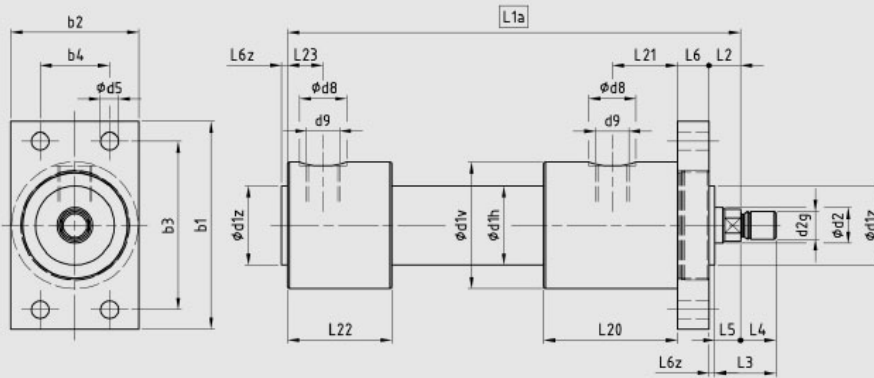 L1a
b2
L6z
L23
L21
L6
L2
b4
ϕd5
ϕd8
ϕd8
d9
d9
b3
b1
ϕd1z
ϕd1v
ϕd1h
d2g
ϕd2
ϕd1z
L22
L20
L5
L4
L6z
L3